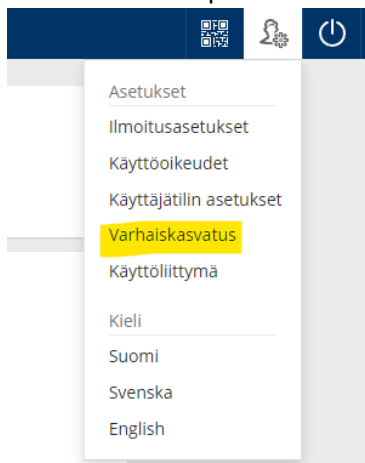 Asetukset
Ilmoitusasetukset
Käyttöoikeudet
Käyttäjätilin asetukset
Varhaiskasvatus
Käyttöliittymä
Kieli
Suomi
Svenska
English